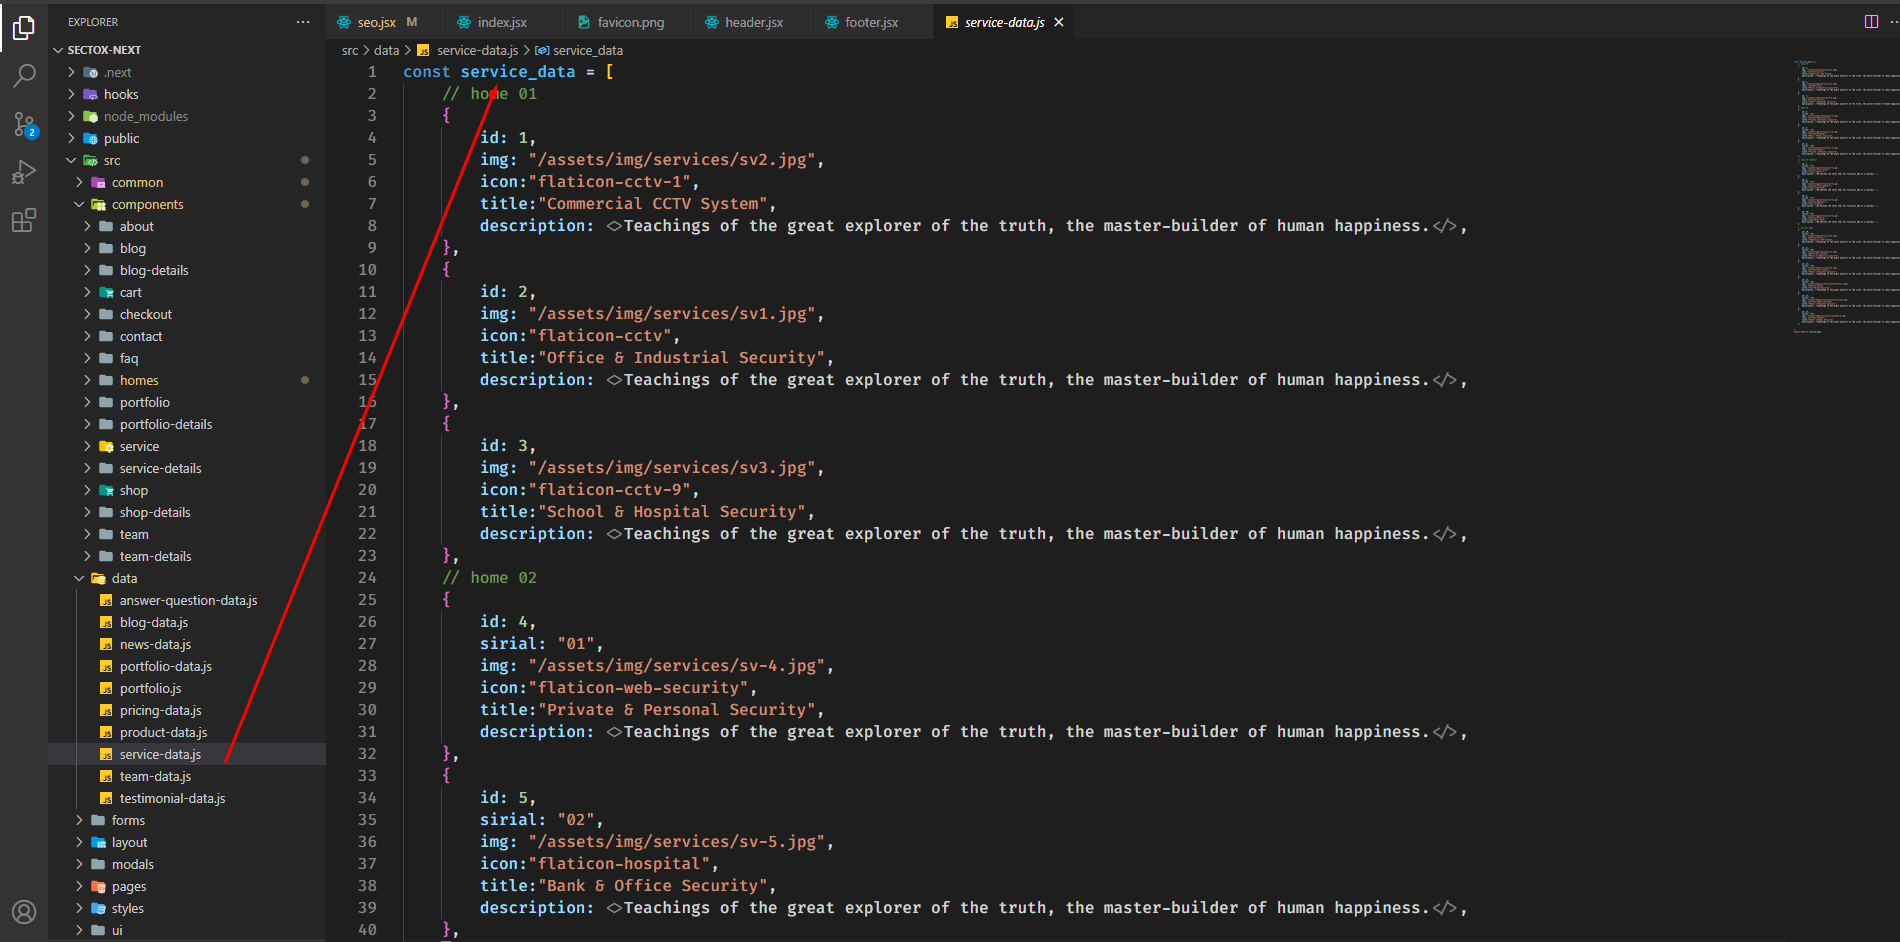 EXPLORER
SECTOX-NEXT
.next
hooks
node_modules
public
src
common
components
about
blog
blog-details
cart
checkout
contact
faq
homes
portfolio
portfolio-details
service
service-details
shop
shop-details
team
team-details
data
answer-question-data.js
blog-data.js
news-data.js
portfolio-data.js
portfolio.js
pricing-data.js
product-data.js
service-data.js
team-data.js
testimonial-data.js
forms
layout
modals
pages
styles
ui
2
seo.jsx M index.jsx favicon.png header.jsx footer.jsx service-data.js
src > data > JS service-data.js > service_data
1 const service_data = [
2 // home 01
3 {
4 id: 1,
5 img: "/assets/img/services/sv2.jpg",
6 icon:"flaticon-cctv-1",
7 title:"Commercial CCTV System",
8 description: <>Teachings of the great explorer of the truth, the master-builder of human happiness.</>,
9 },
10 {
11 id: 2,
12 img: "/assets/img/services/sv1.jpg",
13 icon:"flaticon-cctv",
14 title:"Office & Industrial Security",
15 description: <>Teachings of the great explorer of the truth, the master-builder of human happiness.</>,
16 },
17 {
18 id: 3,
19 img: "/assets/img/services/sv3.jpg",
20 icon:"flaticon-cctv-9",
21 title:"School & Hospital Security",
22 description: <>Teachings of the great explorer of the truth, the master-builder of human happiness.</>,
23 },
24 // home 02
25 {
26 id: 4,
27 sirial: "01",
28 img: "/assets/img/services/sv-4.jpg",
29 icon:"flaticon-web-security",
30 title:"Private & Personal Security",
31 description: <>Teachings of the great explorer of the truth, the master-builder of human happiness.</>,
32 },
33 {
34 id: 5,
35 sirial: "02",
36 img: "/assets/img/services/sv-5.jpg",
37 icon:"flaticon-hospital",
38 title:"Bank & Office Security",
39 description: <>Teachings of the great explorer of the truth, the master-builder of human happiness.</>,
40 },